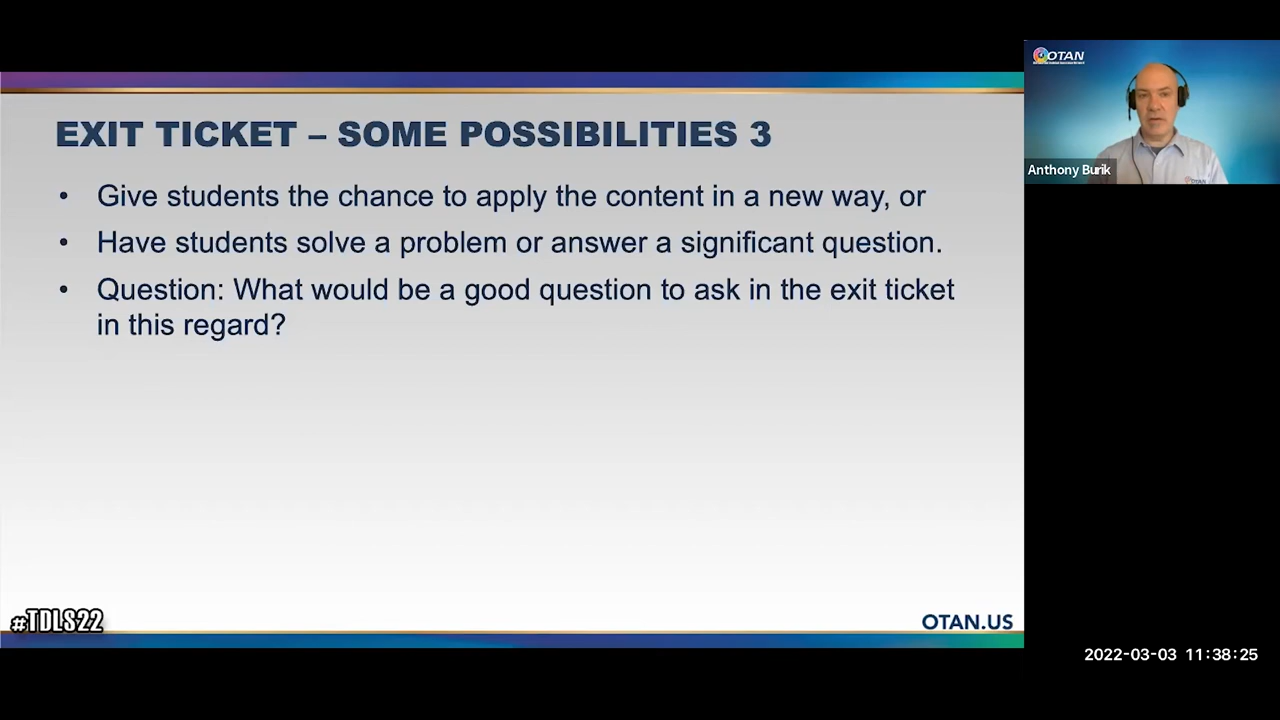 EXIT TICKET – SOME POSSIBILITIES 3
• Give students the chance to apply the content in a new way, or
• Have students solve a problem or answer a significant question.
• Question: What would be a good question to ask in the exit ticket
in this regard?
#TDLS22
OTAN.US
OTAN
Anthony Burik
OTAN
2022-03-03 11:38:25